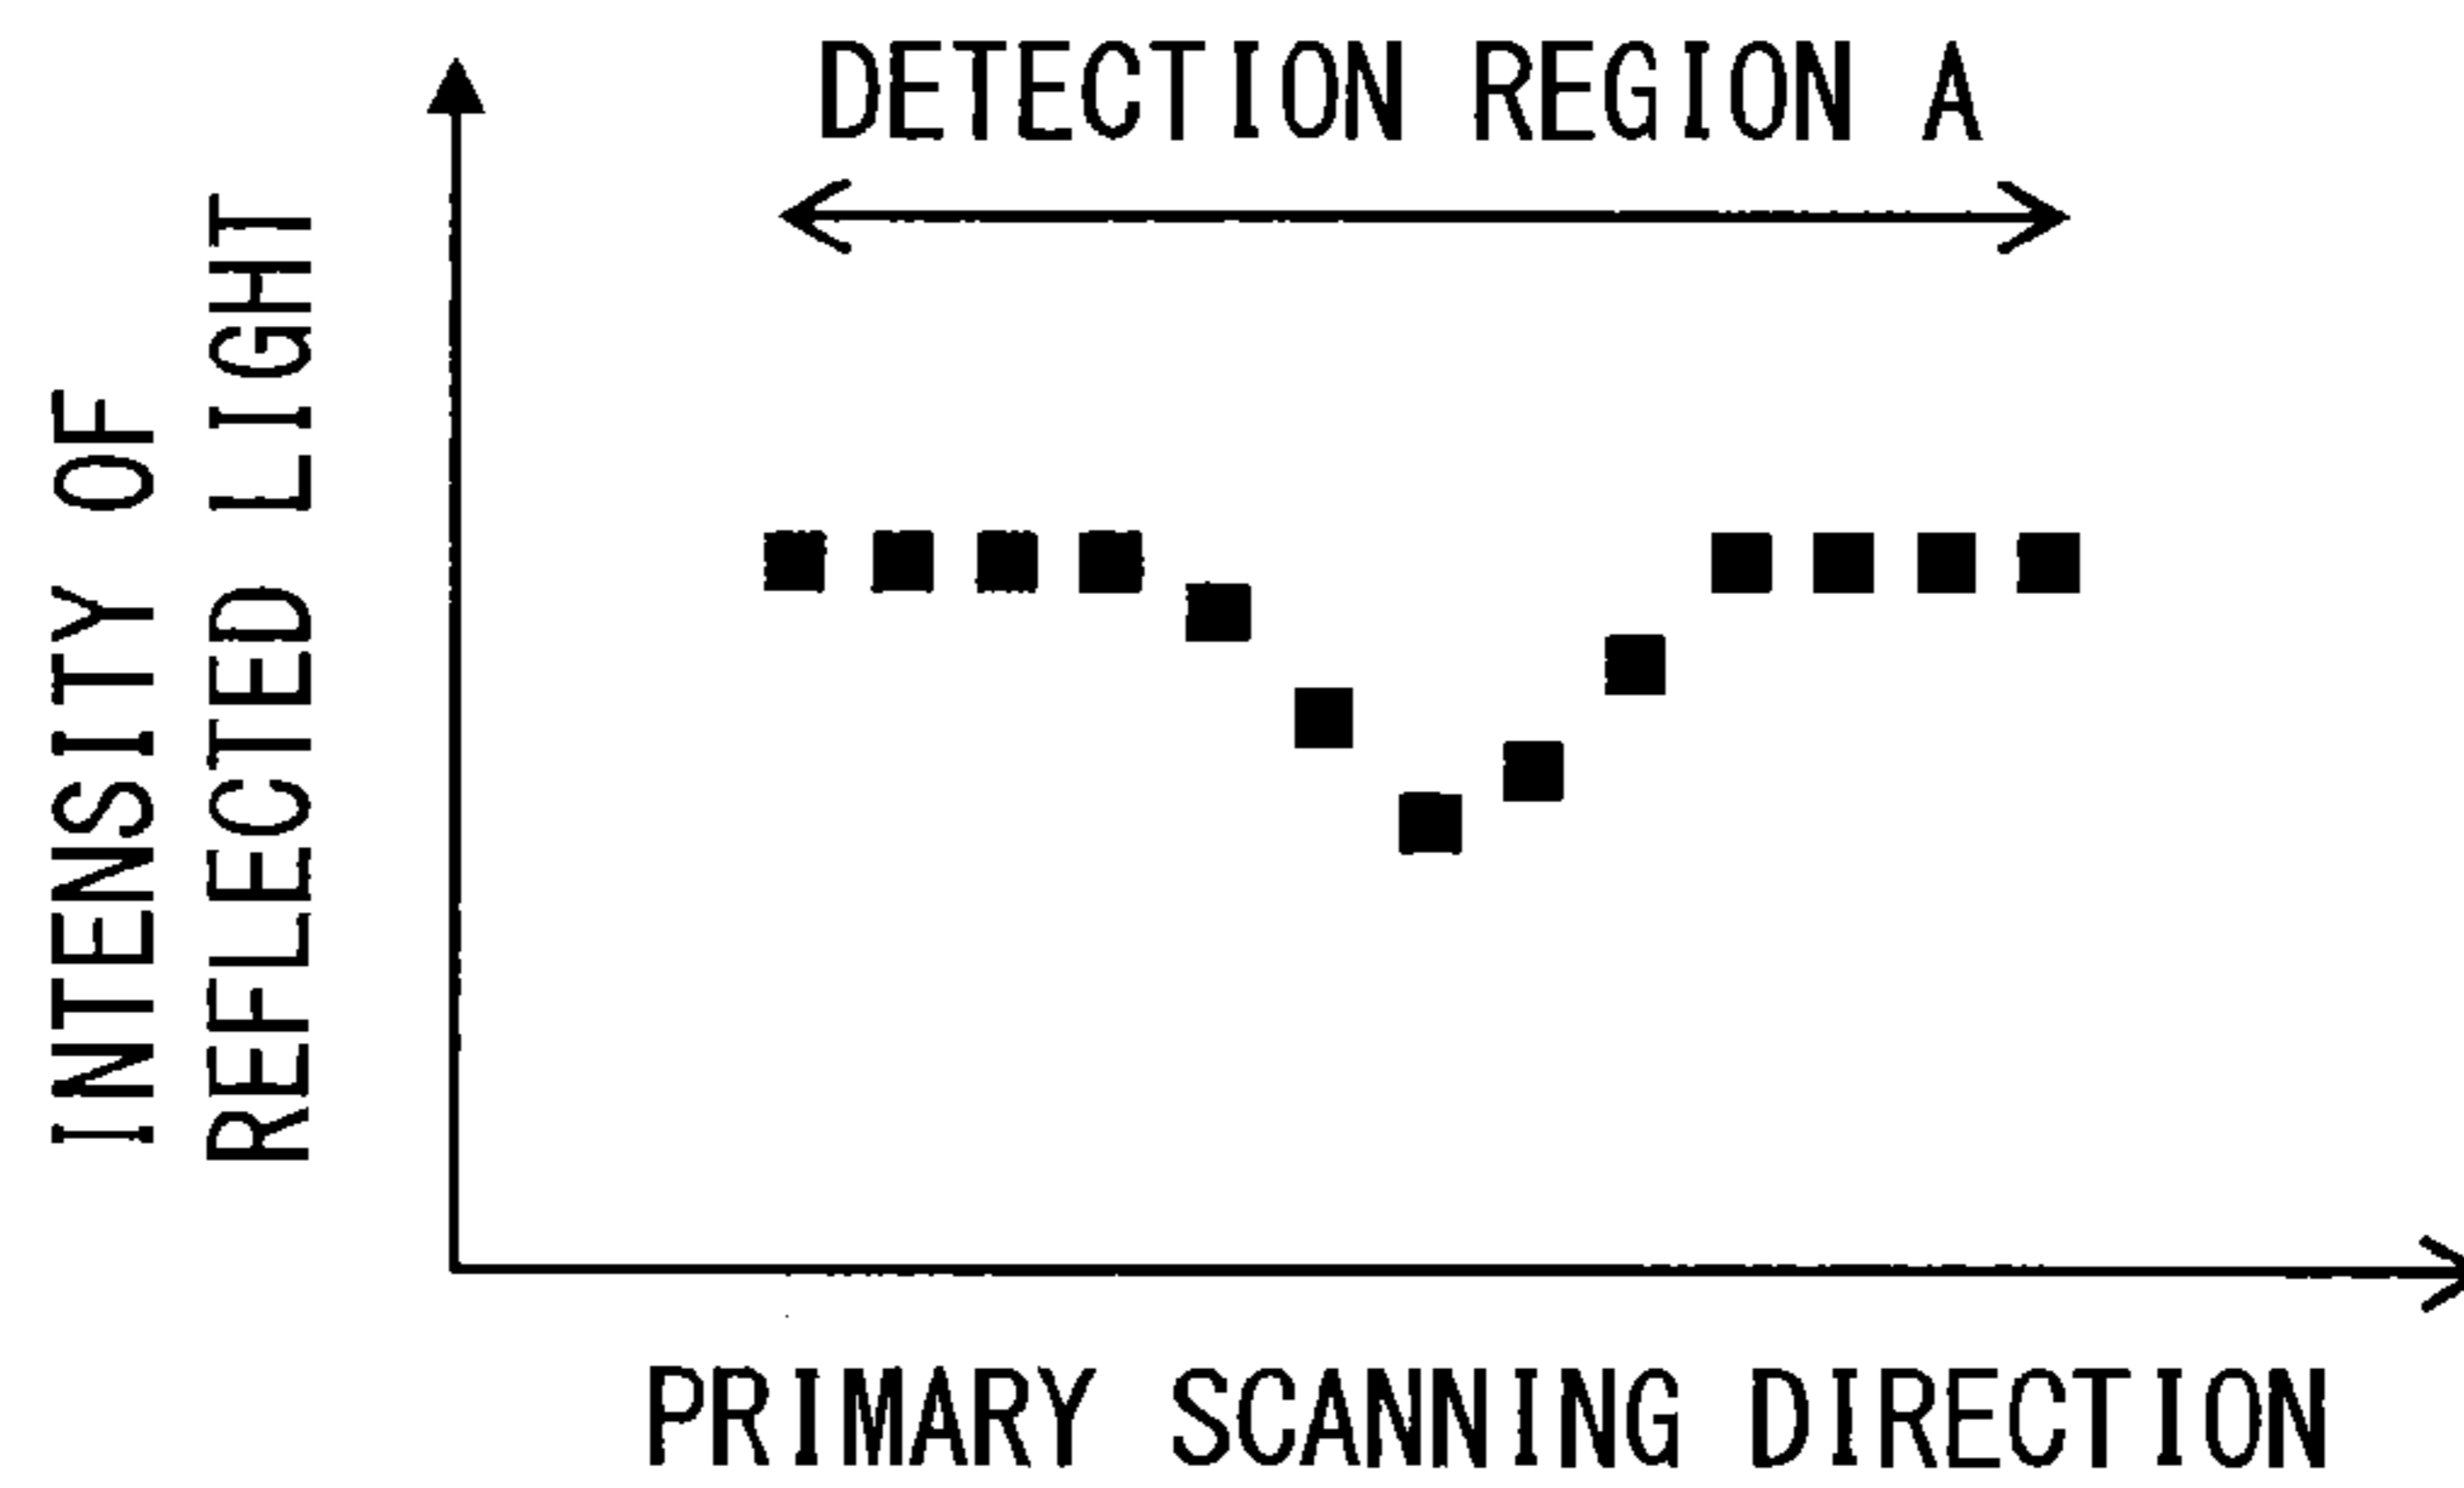 DETECTION REGION A
INTENSITY OF
REFLECTED LIGHT
PRIMARY SCANNING DIRECTION